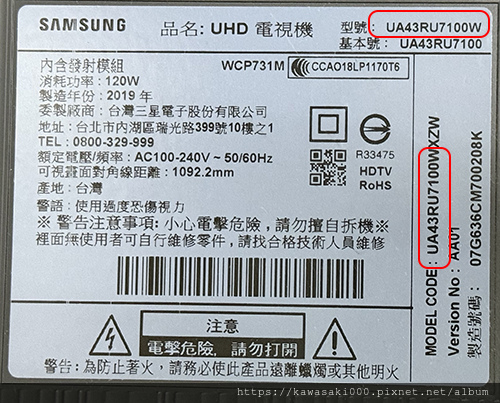 SAMSUNG 品名: UHD 電視機 型號: UA43RU7100W
基本型號: UA43RU7100
內含發射模組 WCP731M CCAO18LP1170T6
消耗功率: 120W
製造年份: 2019 年
委製廠商: 台灣三星電子股份有限公司
地址: 台北市內湖區瑞光路399號10樓之1
TEL: 0800-329-999
額定電壓/頻率: AC100-240V ~ 50/60Hz
可視畫面對角線距離: 1092.2mm
產地: 台灣
R33475
HDTV
RoHS
警語: 使用過度恐傷視力
※ 警告注意事項: 小心電擊危險, 請勿擅自拆機※
裡面無使用者可自行維修零件, 請找合格技術人員維修
注意
電擊危險, 請勿打開
警告: 為防止著火, 請務必使此產品遠離蠟燭或其他明火
MODEL CODE: UA43RU7100WXZW
Version No: AA01
製造號碼: 07G636CM700208K
https://kawasaki000.pixnet.net/album